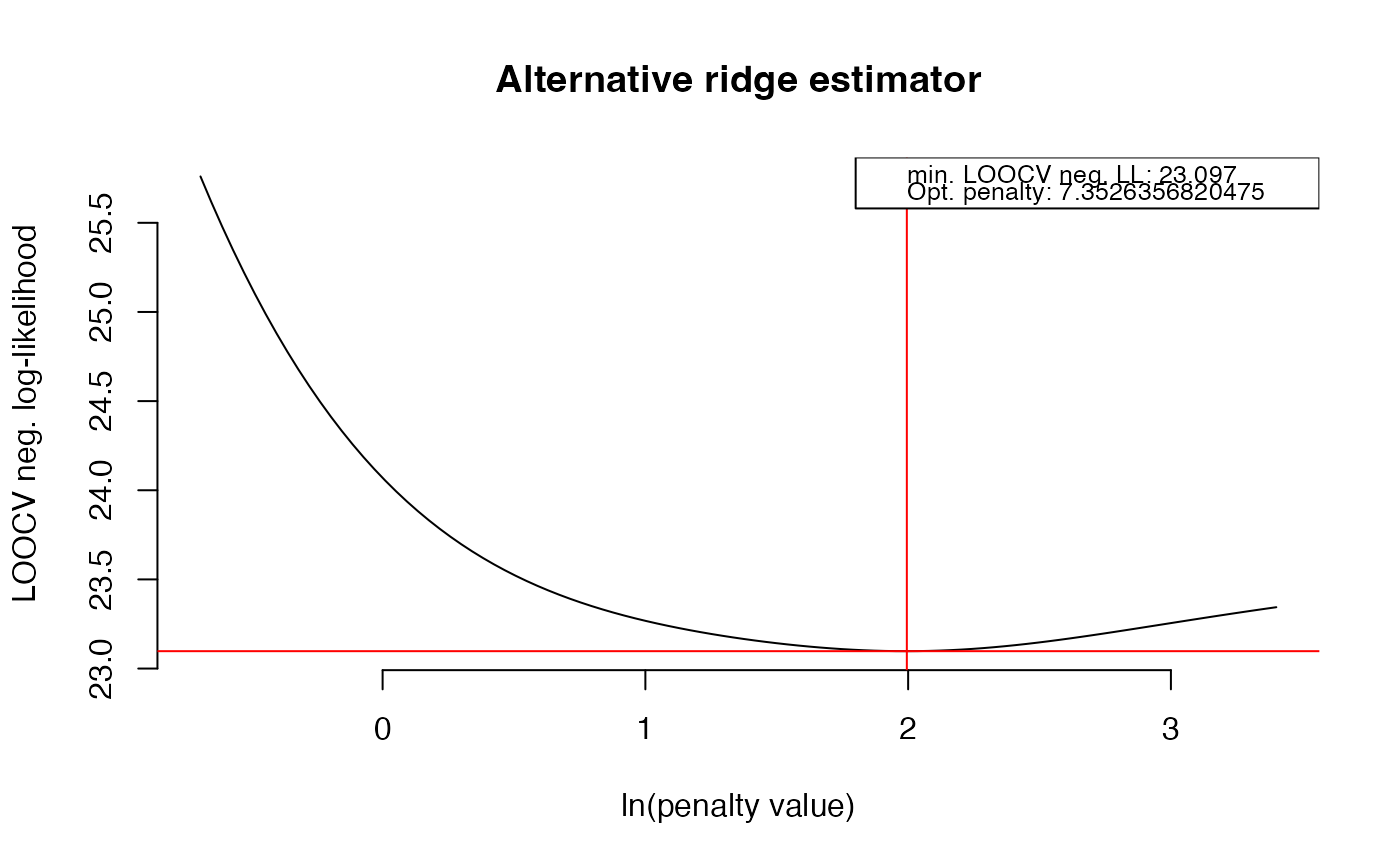 Alternative ridge estimator
min. LOOCV neg. LL: 23.097
Opt. penalty: 7.3526356820475
LOOCV neg. log-likelihood
25.5
25.0
24.5
24.0
23.5
23.0
0 1 2 3
ln(penalty value)